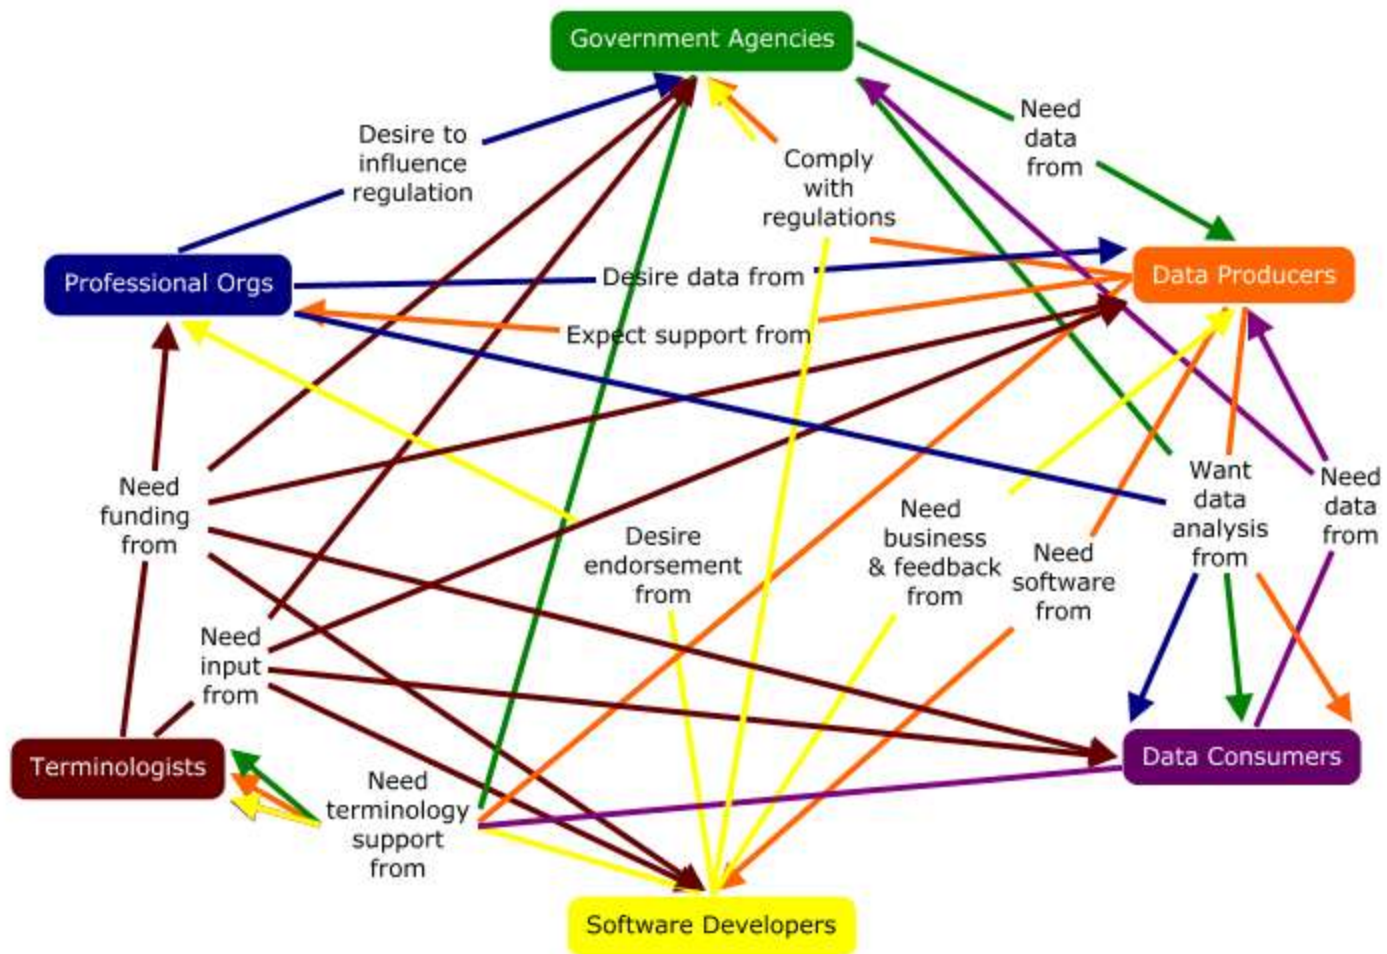 Government Agencies
Need
data
from
Desire to
influence
regulation
Comply
with
regulations
Professional Orgs
Desire data from
Data Producers
Expect support from
Need
funding
from
Want
data
analysis
from
Need
data
from
Need
business
& feedback
from
Desire
endorsement
from
Need
software
from
Need
input
from
Terminologists
Data Consumers
Need
terminology
support
from
Software Developers